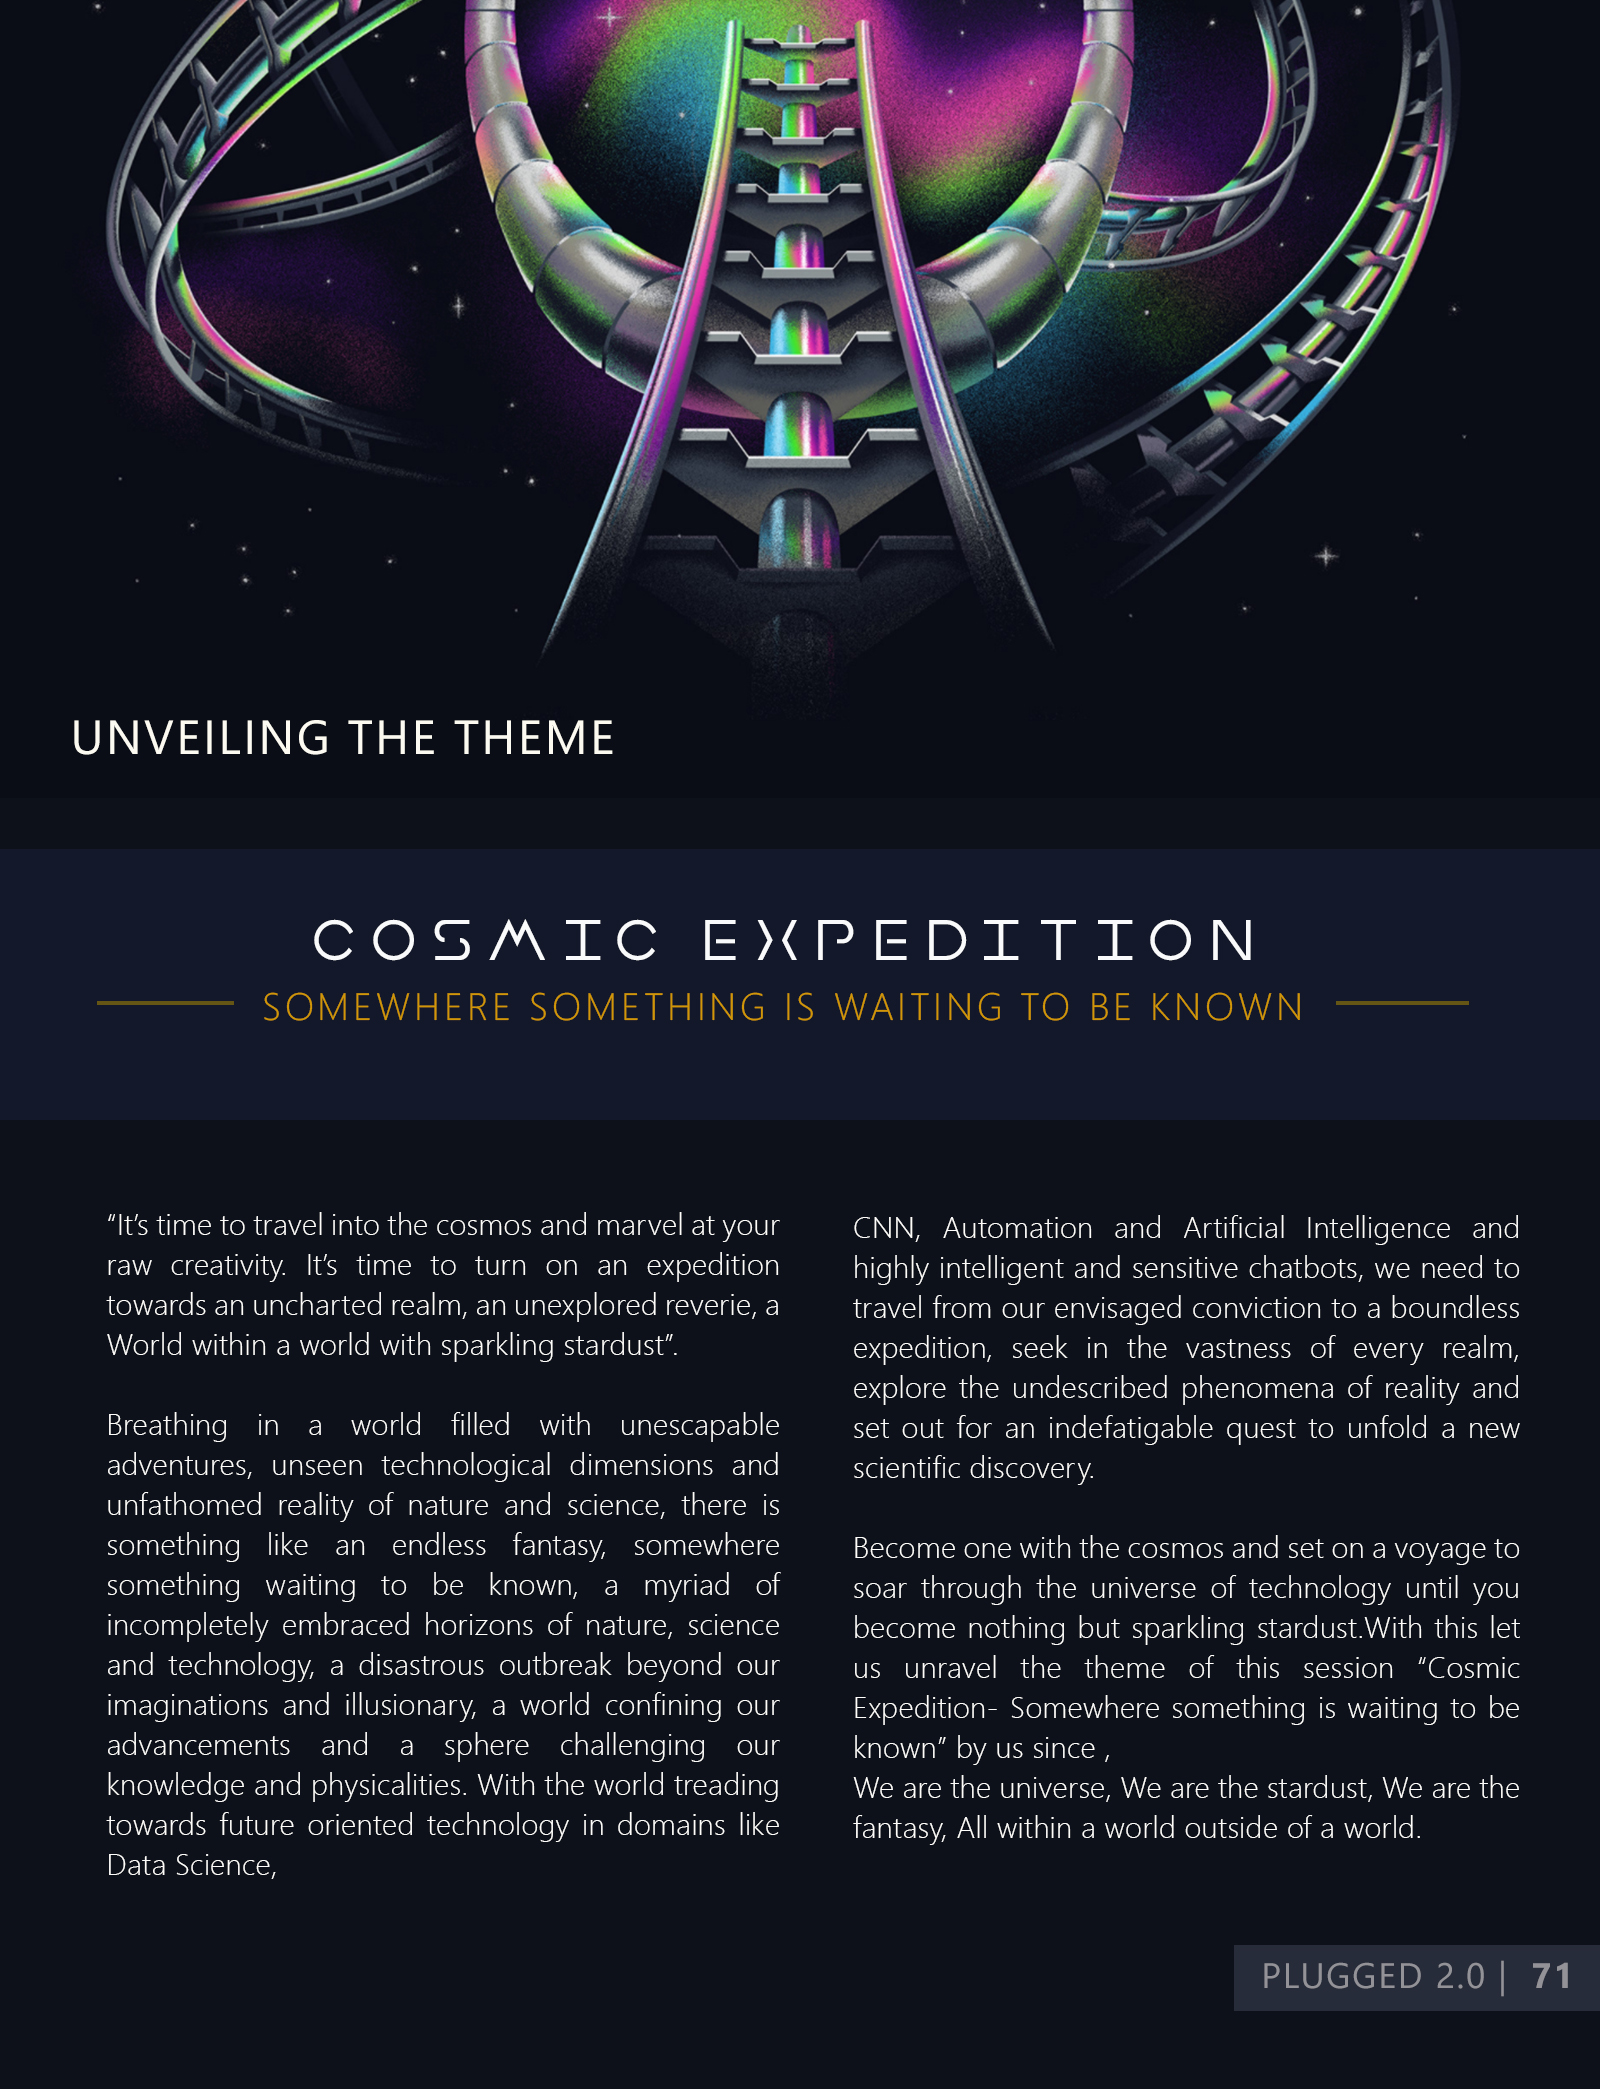 UNVEILING THE THEME
COSMIC EXPEDITION
SOMEWHERE SOMETHING IS WAITING TO BE KNOWN
“It’s time to travel into the cosmos and marvel at your
raw creativity. It’s time to turn on an expedition
towards an uncharted realm, an unexplored reverie, a
World within a world with sparkling stardust”.
Breathing in a world filled with unescapable
adventures, unseen technological dimensions and
unfathomed reality of nature and science, there is
something like an endless fantasy, somewhere
something waiting to be known, a myriad of
incompletely embraced horizons of nature, science
and technology, a disastrous outbreak beyond our
imaginations and illusionary, a world confining our
advancements and a sphere challenging our
knowledge and physicalities. With the world treading
towards future oriented technology in domains like
Data Science,
CNN, Automation and Artificial Intelligence and
highly intelligent and sensitive chatbots, we need to
travel from our envisaged conviction to a boundless
expedition, seek in the vastness of every realm,
explore the undescribed phenomena of reality and
set out for an indefatigable quest to unfold a new
scientific discovery.
Become one with the cosmos and set on a voyage to
soar through the universe of technology until you
become nothing but sparkling stardust.With this let
us unravel the theme of this session “Cosmic
Expedition- Somewhere something is waiting to be
known” by us since ,
We are the universe, We are the stardust, We are the
fantasy, All within a world outside of a world.
PLUGGED 2.0 | 71